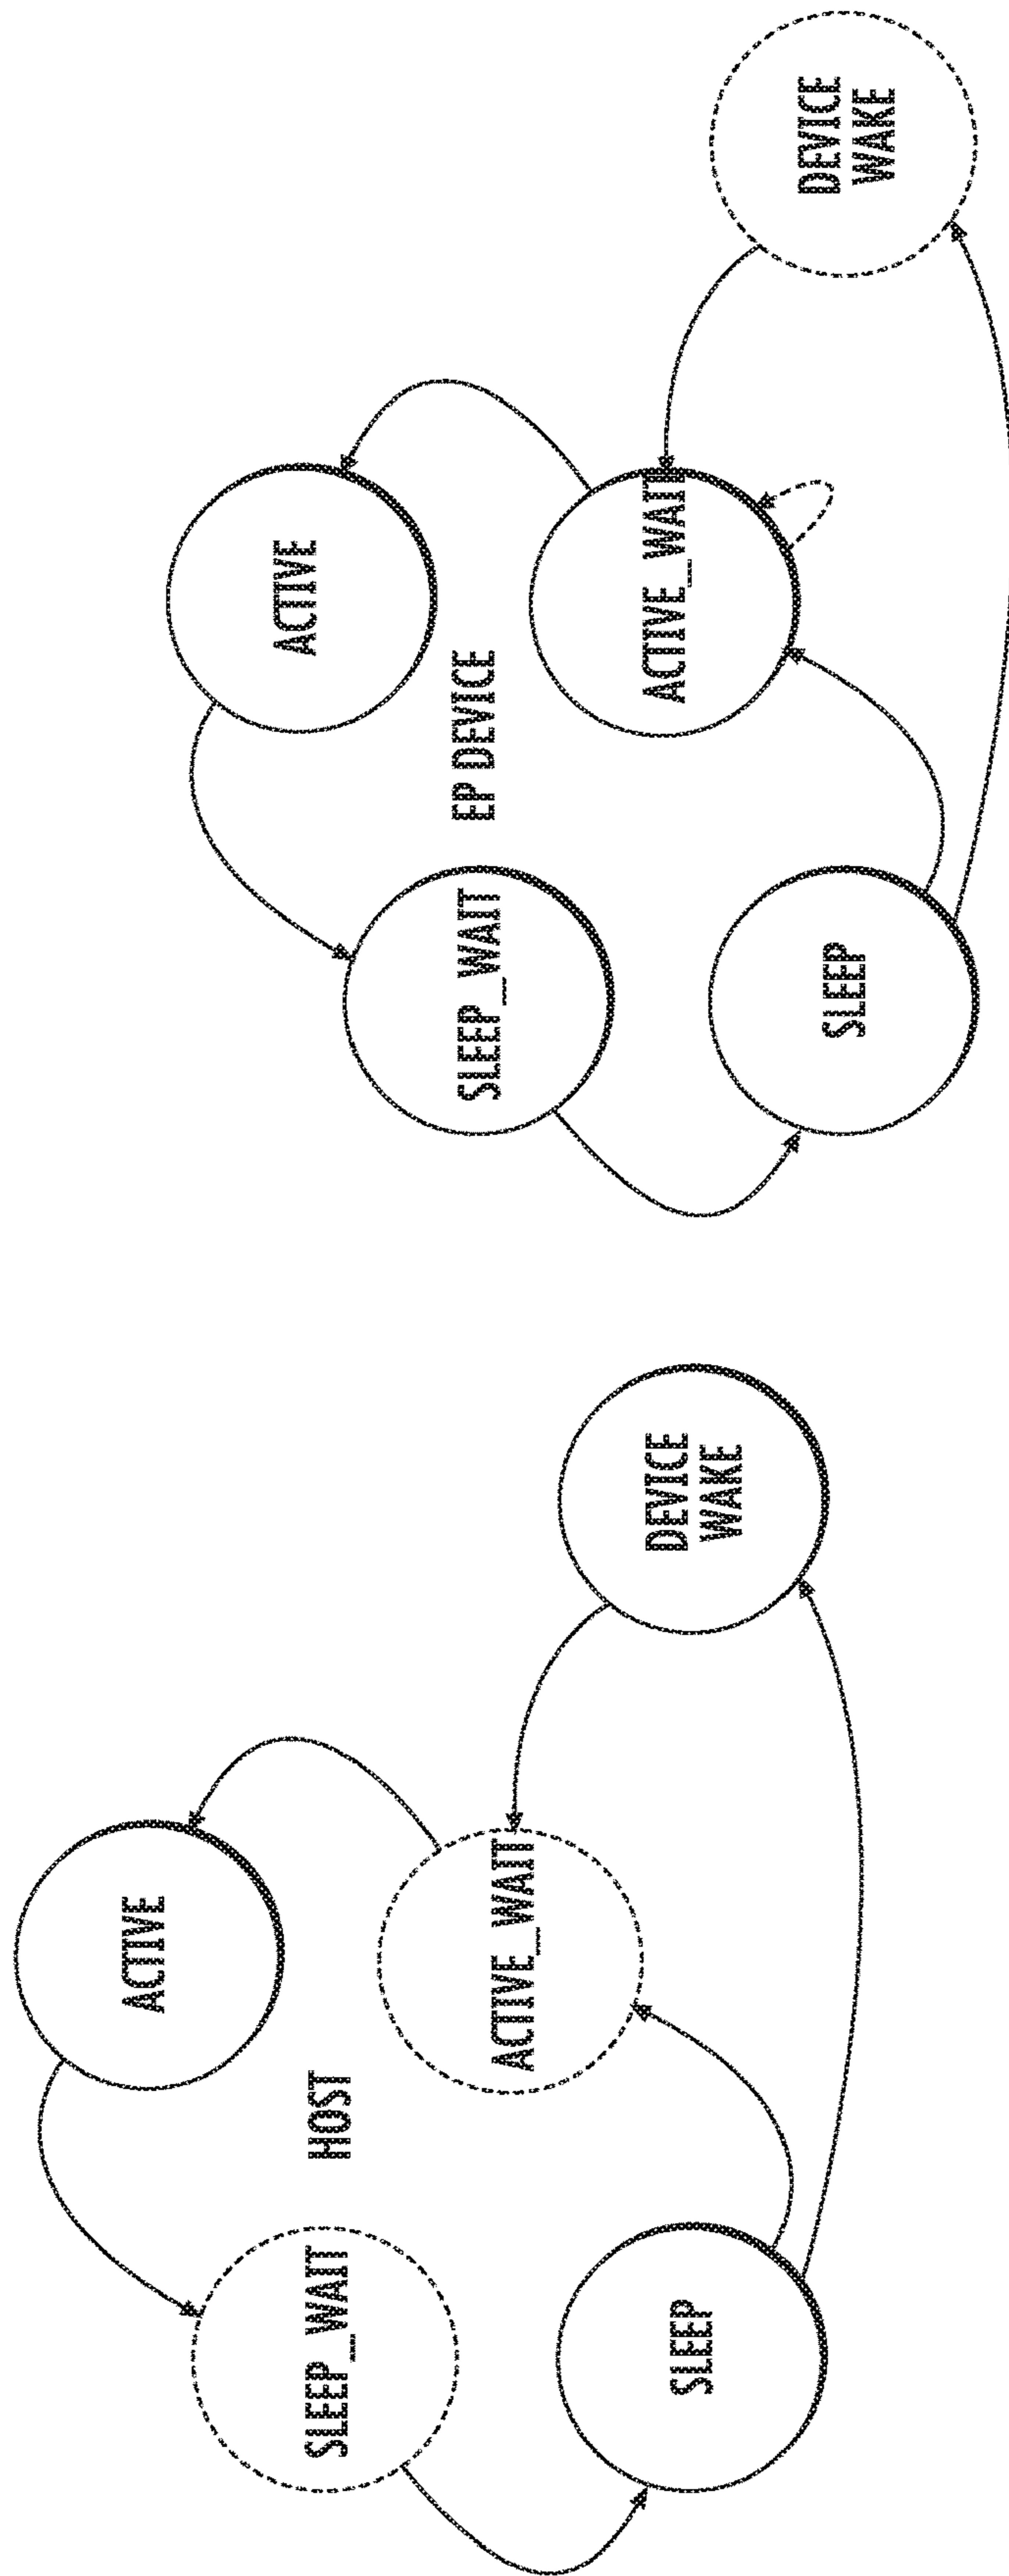 ACTIVE
SLEEP_WAIT
HOST
ACTIVE_WAIT
SLEEP
DEVICE
WAKE
ACTIVE
SLEEP_WAIT
EP DEVICE
ACTIVE_WAIT
SLEEP
DEVICE
WAKE